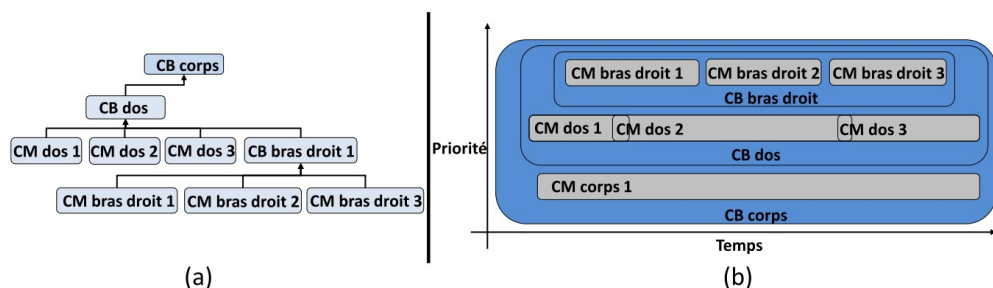 CB corps
CB dos
CM dos 1 CM dos 2 CM dos 3 CB bras droit 1
CM bras droit 1 CM bras droit 2 CM bras droit 3
(a)
Priorité
CM bras droit 1 CM bras droit 2 CM bras droit 3
CB bras droit
CM dos 1 CM dos 2 CM dos 3
CB dos
CM corps 1
CB corps
Temps
(b)